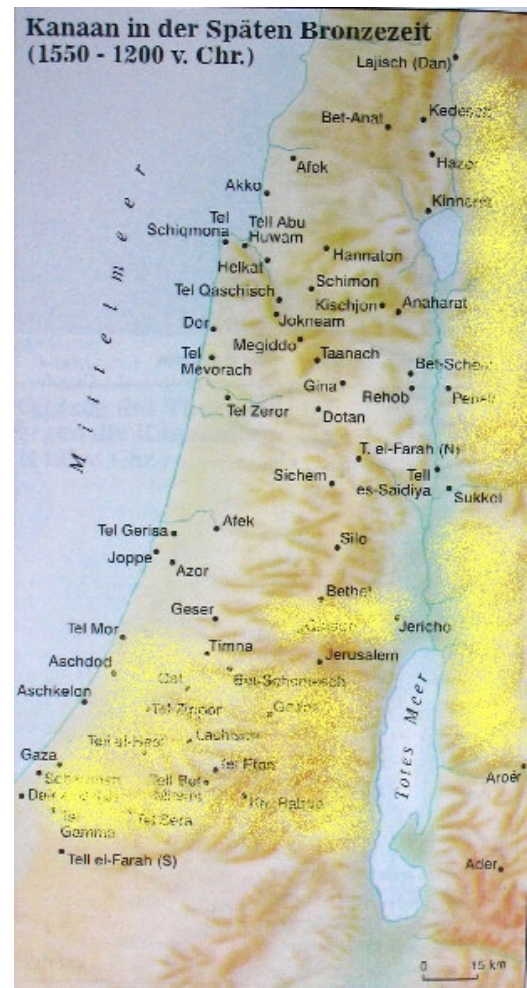 Kanaan in der Späten Bronzezeit
(1550 - 1200 v. Chr.)
Lajisch (Dan)
Bet-Anat
Afek
Akko
Tel
Schiqmona
Tell Abu
Huwam
Hannaton
Helkat
Schimon
Tel Qaschisch
Kischjon
Anaharat
Jokneam
Dor
Megiddo
Taanach
Tel
Mevorach
Gina
Rehob
Tel Zeror
Dotan
T. el-Farah (N)
Sichem
Tell
es-Saidiya
Sukkot
Mittelmeer
Tel Gerisa
Afek
Joppe
Azor
Silo
Bethel
Geser
Jericho
Tel Mor
Timna
Jerusalem
Aschdod
Aschkelon
Gaza
Tel Sera
Gamma
Tell el-Farah (S)
Totes Meer
Aroër
Ader
0 15 km